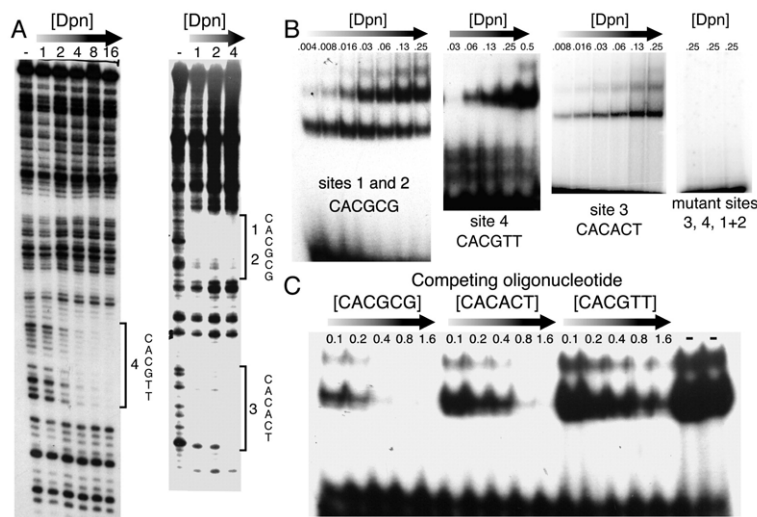 A
[Dpn]
- 1 2 4 8 16
4
CACGTT
[Dpn]
- 1 2 4
1
2
CACGCG
3
CACACT
B
[Dpn]
.004 .008 .016 .03 .06 .13 .25
sites 1 and 2
CACGCG
[Dpn]
.03 .06 .13 .25 0.5
site 4
CACGTT
[Dpn]
.008 .016 .03 .06 .13 .25
site 3
CACACT
[Dpn]
.25 .25 .25
mutant sites
3, 4, 1+2
C
Competing oligonucleotide
[CACGCG] [CACACT] [CACGTT]
0.1 0.2 0.4 0.8 1.6 0.1 0.2 0.4 0.8 1.6 0.1 0.2 0.4 0.8 1.6 - -